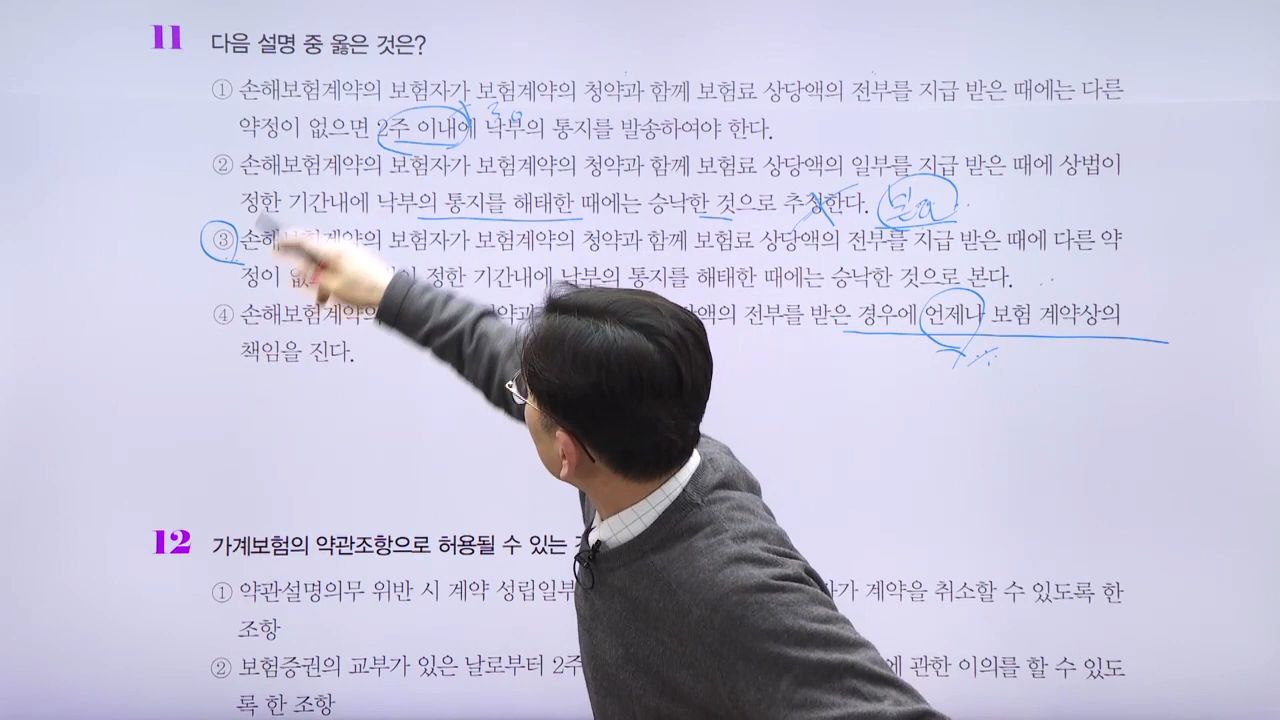 11 다음 설명 중 옳은 것은?
① 손해보험계약의 보험자가 보험계약의 청약과 함께 보험료 상당액의 전부를 지급 받은 때에는 다른
약정이 없으면 2주 이내에 낙부의 통지를 발송하여야 한다.
30
② 손해보험계약의 보험자가 보험계약의 청약과 함께 보험료 상당액의 일부를 지급 받은 때에 상법이
정한 기간내에 낙부의 통지를 해태한 때에는 승낙한 것으로 추정한다. 본다
③ 손해보험계약의 보험자가 보험계약의 청약과 함께 보험료 상당액의 전부를 지급 받은 때에 다른 약
정이 정한 기간내에 낙부의 통지를 해태한 때에는 승낙한 것으로 본다.
④ 손해보험계약의 전부를 받은 경우에 언제나 보험 계약상의
책임을 진다.
12 가계보험의 약관조항으로 허용될 수 있는
① 약관설명의무 위반 시 계약 성립일부 계약을 취소할 수 있도록 한
조항
② 보험증권의 교부가 있은 날로부터 2주 관한 이의를 할 수 있도
록 한 조항